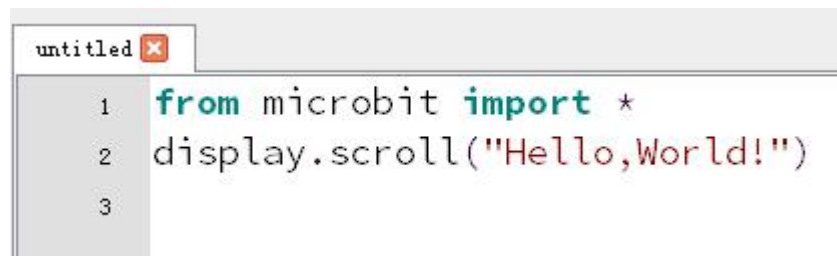 untitled
1 from microbit import *
2 display.scroll("Hello,World!")
3